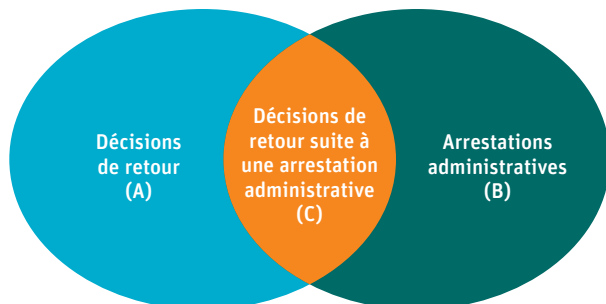 Décisions
de retour
(A)
Décisions de
retour suite à
une arrestation
administrative
(C)
Arrestations
administratives
(B)